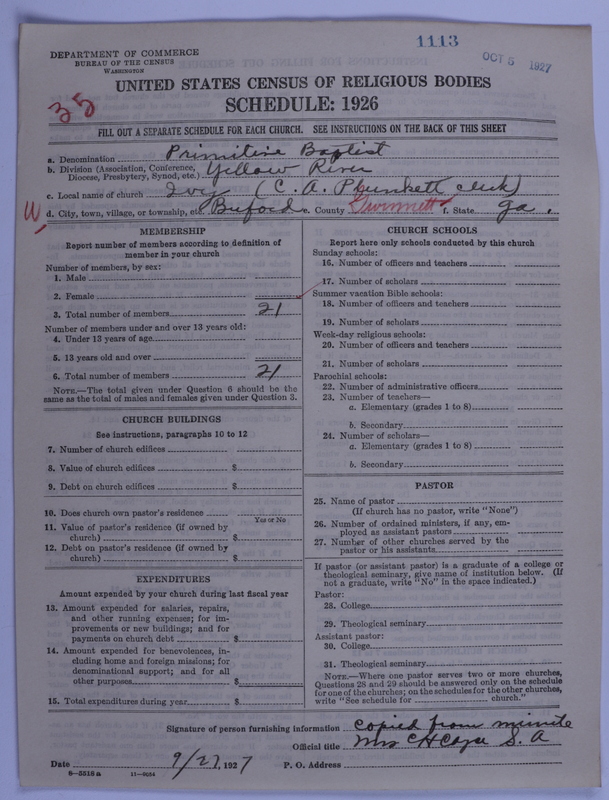 1113
OCT 5 1927
DEPARTMENT OF COMMERCE
BUREAU OF THE CENSUS
WASHINGTON
UNITED STATES CENSUS OF RELIGIOUS BODIES
SCHEDULE: 1926
35
FILL OUT A SEPARATE SCHEDULE FOR EACH CHURCH. SEE INSTRUCTIONS ON THE BACK OF THIS SHEET
a. Denomination Primitive Baptist
b. Division (Association, Conference, Diocese, Presbytery, Synod, etc.) Yellow River
c. Local name of church Ivy (C. A. Plunkett clerk)
W d. City, town, village, or township, etc. Buford e. County Gwinnett f. State Ga.
MEMBERSHIP
Report number of members according to definition of
member in your church
Number of members, by sex:
1. Male
2. Female
3. Total number of members 21
Number of members under and over 13 years old:
4. Under 13 years of age
5. 13 years old and over
6. Total number of members 21
NOTE.—The total given under Question 6 should be the
same as the total of males and females given under Question 3.
CHURCH BUILDINGS
See instructions, paragraphs 10 to 12
7. Number of church edifices
8. Value of church edifices $
9. Debt on church edifices $
10. Does church own pastor's residence
Yes or No
11. Value of pastor's residence (if owned by
church) $
12. Debt on pastor's residence (if owned by
church) $
EXPENDITURES
Amount expended by your church during last fiscal year
13. Amount expended for salaries, repairs,
and other running expenses; for im-
provements or new buildings; and for
payments on church debt $
14. Amount expended for benevolences, in-
cluding home and foreign missions; for
denominational support; and for all
other purposes $
15. Total expenditures during year $
CHURCH SCHOOLS
Report here only schools conducted by this church
Sunday schools:
16. Number of officers and teachers
17. Number of scholars
Summer vacation Bible schools:
18. Number of officers and teachers
19. Number of scholars
Week-day religious schools:
20. Number of officers and teachers
21. Number of scholars
Parochial schools:
22. Number of administrative officers
23. Number of teachers—
a. Elementary (grades 1 to 8)
b. Secondary
24. Number of scholars—
a. Elementary (grades 1 to 8)
b. Secondary
PASTOR
25. Name of pastor
(If church has no pastor, write "None")
26. Number of ordained ministers, if any, em-
ployed as assistant pastors
27. Number of other churches served by the
pastor or his assistants
If pastor (or assistant pastor) is a graduate of a college or
theological seminary, give name of institution below. (If
not a graduate, write "No" in the space indicated.)
Pastor:
28. College
29. Theological seminary
Assistant pastor:
30. College
31. Theological seminary
NOTE.—Where one pastor serves two or more churches,
Questions 28 and 29 should be answered only on the schedule
for one of the churches; on the schedules for the other churches,
write "See schedule for church."
Signature of person furnishing information copied from minute
Official title Mrs C H S. A
Date 9/27, 1927 P. O. Address
8-5518a 11-9054